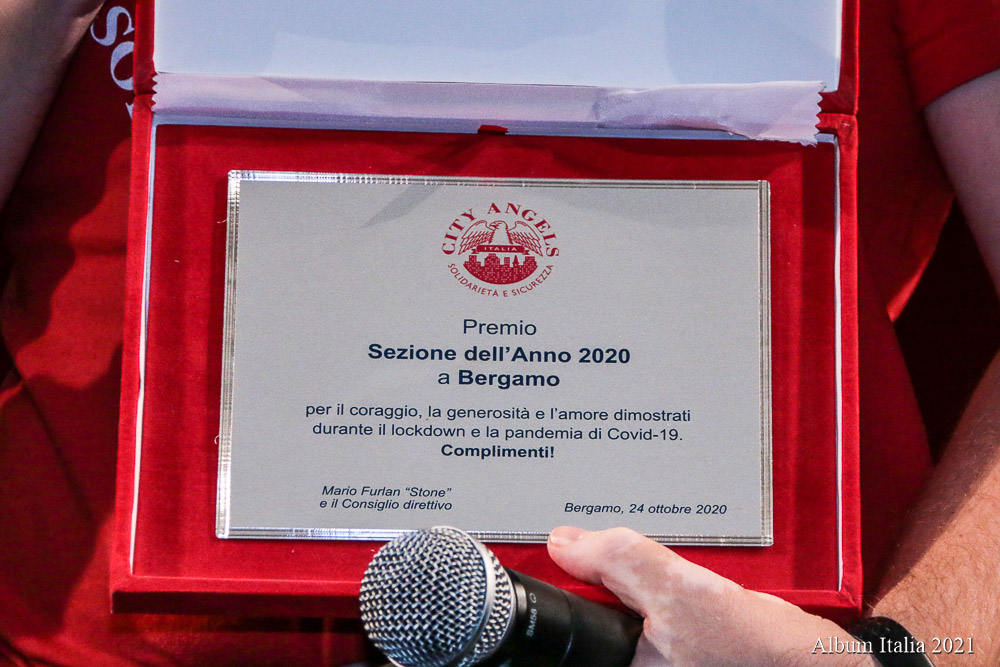 SO
CITY ANGELS
ITALIA
SOLIDARIETÀ E SICUREZZA
Premio
Sezione dell'Anno 2020
a Bergamo
per il coraggio, la generosità e l'amore dimostrati
durante il lockdown e la pandemia di Covid-19.
Complimenti!
Mario Furlan "Stone"
e il Consiglio direttivo
Bergamo, 24 ottobre 2020
SM58
Album Italia 2021